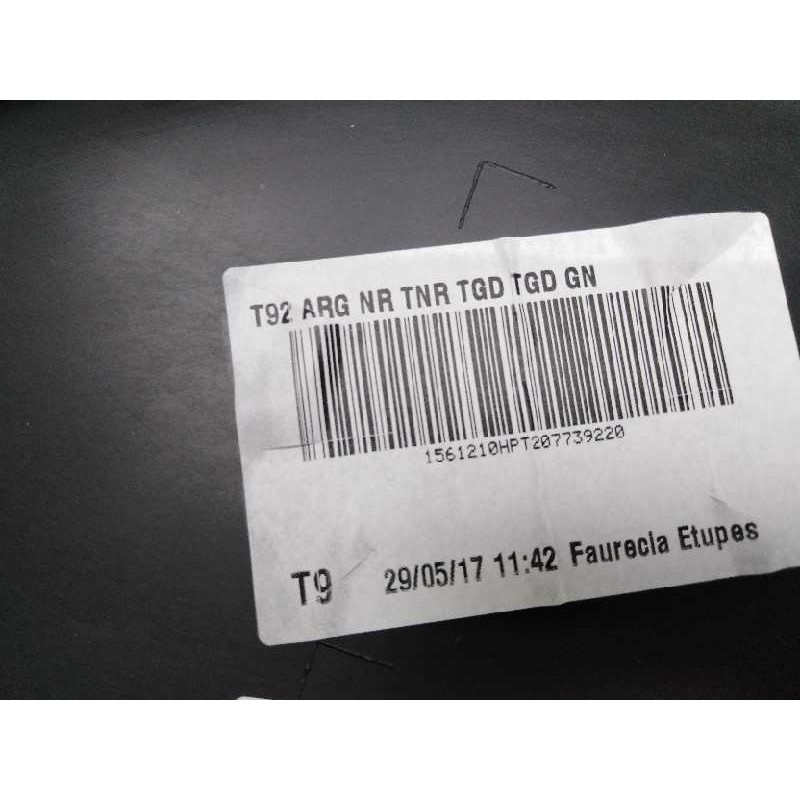 T92 ARG NR TNR TGD TGD GN
1561210HPT207739220
T9 29/05/17 11:42 Faurecia Etupes